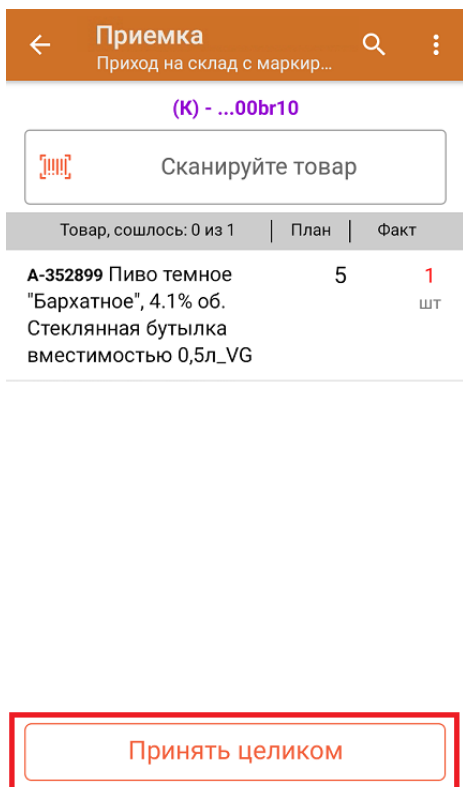 Приемка
Приход на склад с маркир...
(К) - ...00br10
Сканируйте товар
Товар, сошлось: 0 из 1 План Факт
А-352899 Пиво темное 5 1
"Бархатное", 4.1% об. шт
Стеклянная бутылка
вместимостью 0,5л_VG
Принять целиком